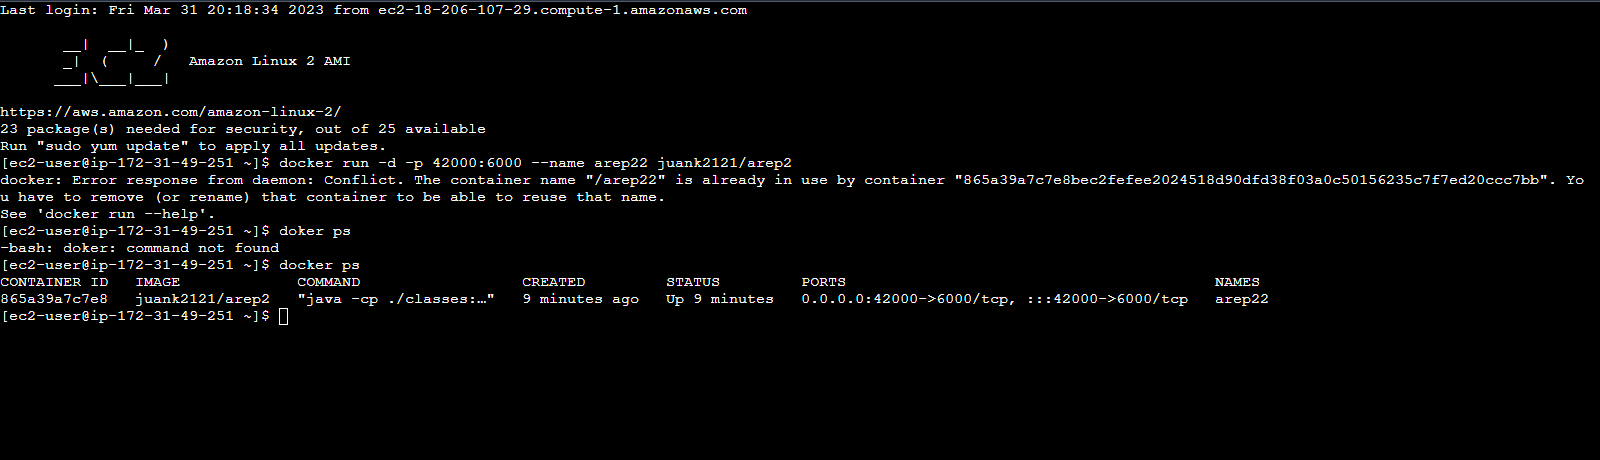 Last login: Fri Mar 31 20:18:34 2023 from ec2-18-206-107-29.compute-1.amazonaws.com
       __|  __|_  )
       _|  (     /   Amazon Linux 2 AMI
      ___|\___|___|
https://aws.amazon.com/amazon-linux-2/
23 package(s) needed for security, out of 25 available
Run "sudo yum update" to apply all updates.
[ec2-user@ip-172-31-49-251 ~]$ docker run -d -p 42000:6000 --name arep22 juank2121/arep2
docker: Error response from daemon: Conflict. The container name "/arep22" is already in use by container "865a39a7c7e8bec2fefee2024518d90dfd38f03a0c50156235c7f7ed20ccc7bb". Yo
u have to remove (or rename) that container to be able to reuse that name.
See 'docker run --help'.
[ec2-user@ip-172-31-49-251 ~]$ doker ps
-bash: doker: command not found
[ec2-user@ip-172-31-49-251 ~]$ docker ps
CONTAINER ID   IMAGE             COMMAND                  CREATED         STATUS         PORTS                                         NAMES
865a39a7c7e8   juank2121/arep2   "java -cp ./classes:…"   9 minutes ago   Up 9 minutes   0.0.0.0:42000->6000/tcp, :::42000->6000/tcp   arep22
[ec2-user@ip-172-31-49-251 ~]$